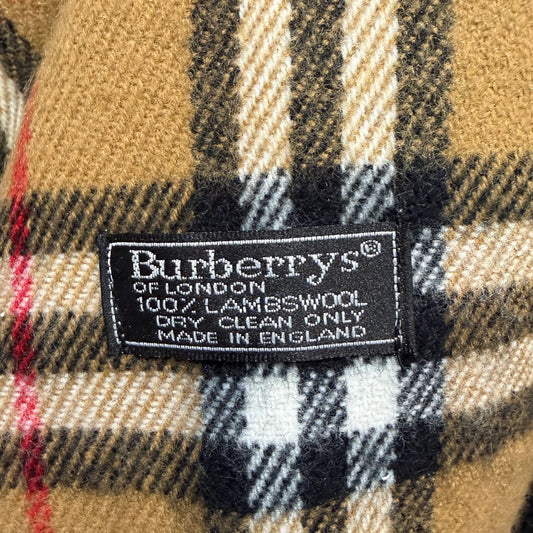 Burberrys®
OF LONDON
100% LAMBSWOOL
DRY CLEAN ONLY
MADE IN ENGLAND